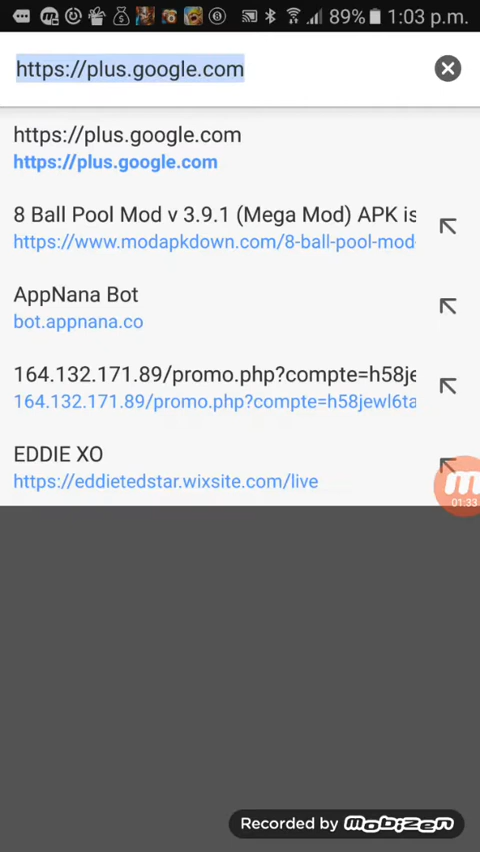 89% 1:03 p.m.
https://plus.google.com
https://plus.google.com
https://plus.google.com
8 Ball Pool Mod v 3.9.1 (Mega Mod) APK is
https://www.modapkdown.com/8-ball-pool-mod-
AppNana Bot
bot.appnana.co
164.132.171.89/promo.php?compte=h58je
164.132.171.89/promo.php?compte=h58jewl6ta
EDDIE XO
https://eddietedstar.wixsite.com/live
01:33
Recorded by mobizen